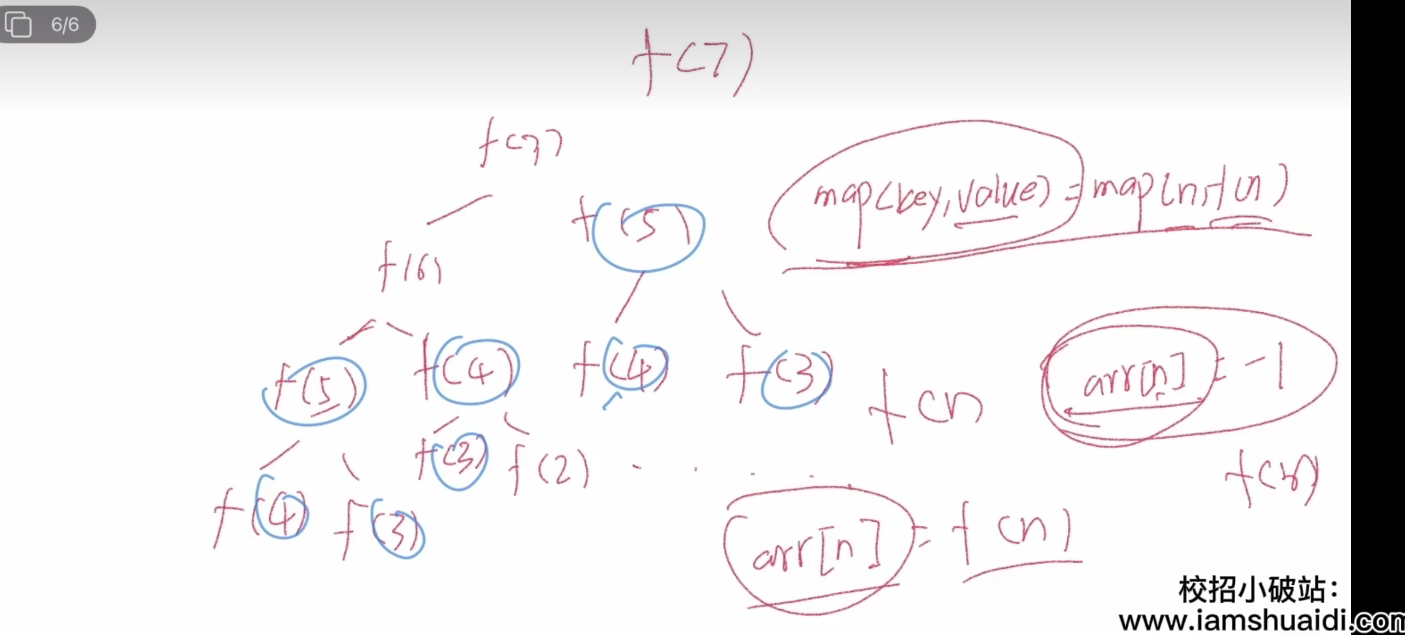 6/6
f(7)
f(7)
f(5)
map(key,value)=map(n,f(n)
f(6)
f(5)
f(4)
f(4)
f(3)
f(n
arr[n]=-1
f(3)
f(2) . . . . .
f(n)
f(4)
f(3)
arr[n]=f(n)
校招小破站：
www.iamshuaidi.com